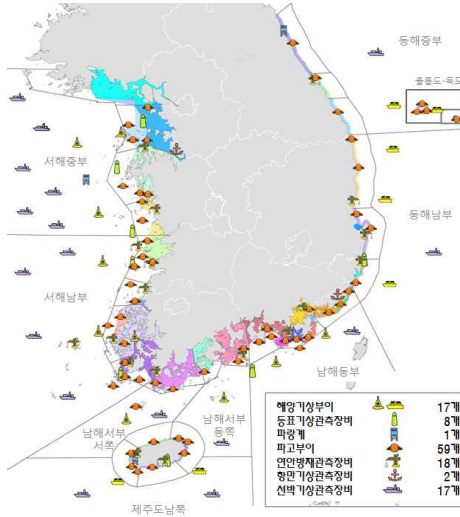 동해중부
울릉도-독도
서해중부
동해남부
서해남부
남해동부
남해서부
동쪽
남해서부
서쪽
제주도남쪽
해양기상부이 17개
등표기상관측장비 8개
파랑계 1개
파고부이 59개
연안방재관측장비 18개
항만기상관측장비 2개
선박기상관측장비 17개